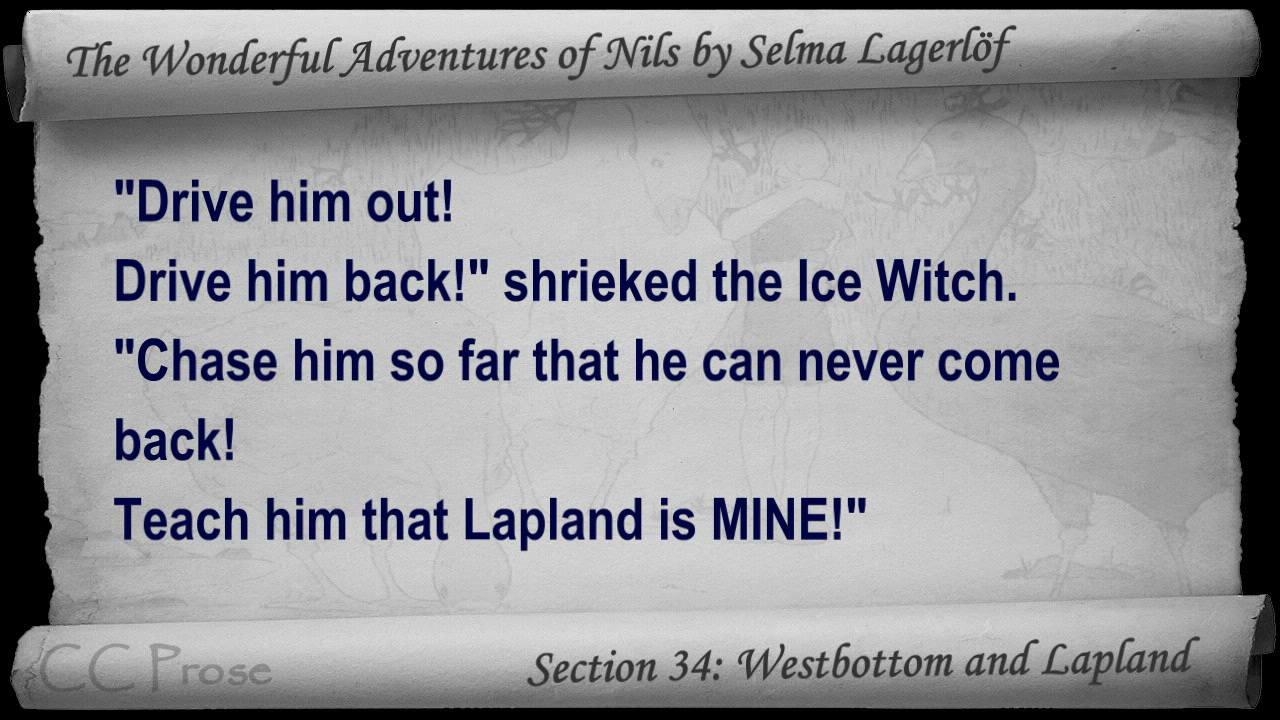 The Wonderful Adventures of Nils by Selma Lagerlöf
"Drive him out!
Drive him back!" shrieked the Ice Witch.
"Chase him so far that he can never come
back!
Teach him that Lapland is MINE!"
CC Prose
Section 34: Westbottom and Lapland